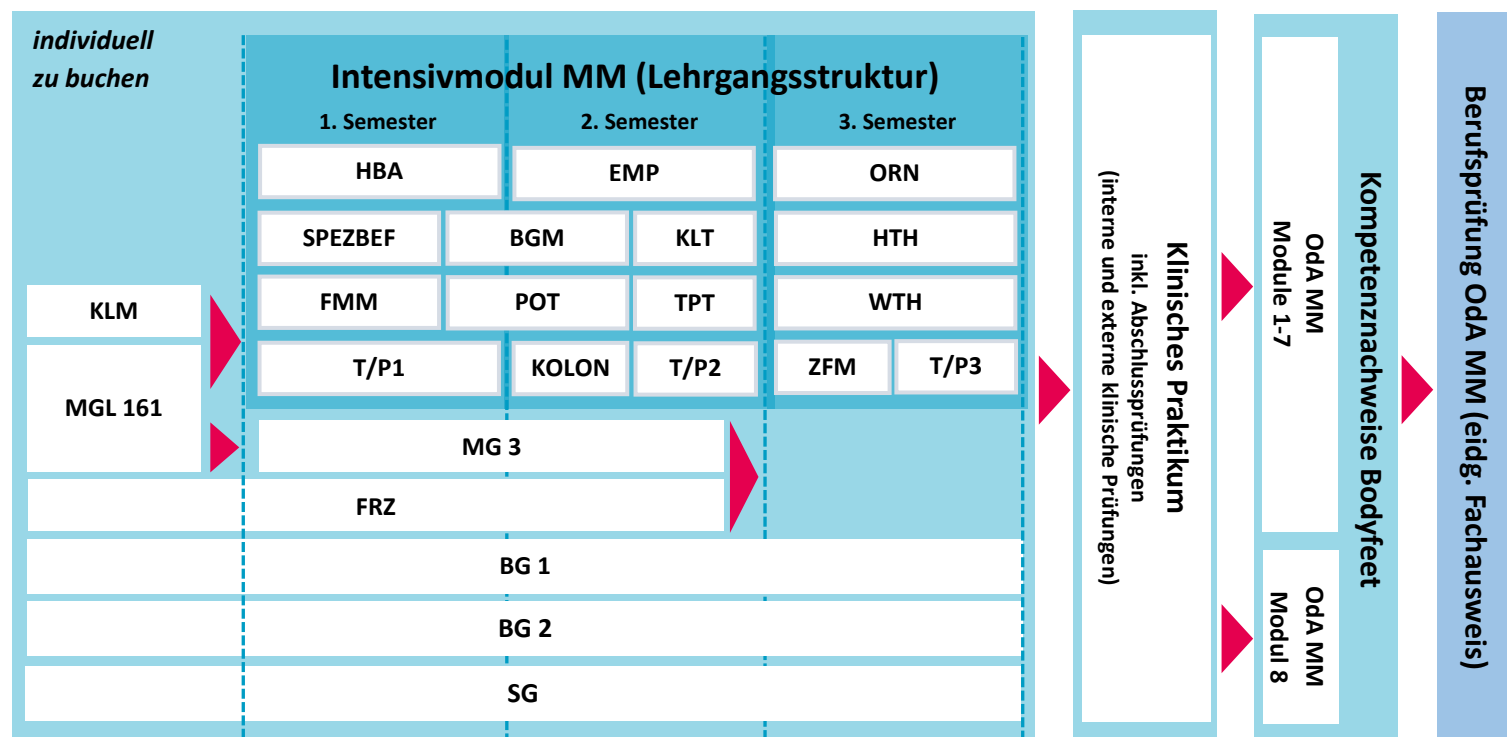 individuell
zu buchen
Intensivmodul MM (Lehrgangsstruktur)
1. Semester
2. Semester
3. Semester
HBA
EMP
ORN
SPEZBEF
BGM
KLT
HTH
KLM
FMM
POT
TPT
WTH
MGL 161
T/P1
KOLON
T/P2
ZFM
T/P3
MG 3
FRZ
BG 1
BG 2
SG
Klinisches Praktikum
inkl. Abschlussprüfungen
(interne und externe klinische Prüfungen)
OdA MM
Module 1-7
OdA MM
Modul 8
Kompetenznachweise Bodyfeet
Berufsprüfung OdA MM (eidg. Fachausweis)